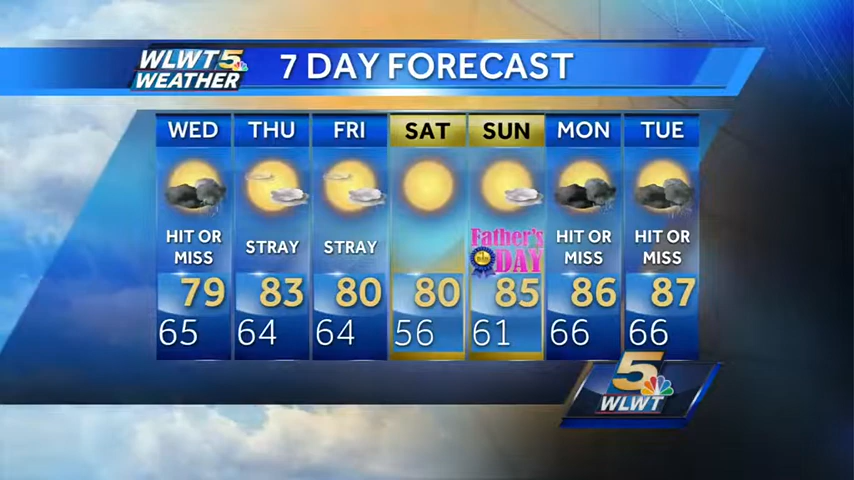 WLWT 5
WEATHER
7 DAY FORECAST
WED THU FRI SAT SUN MON TUE
HIT OR MISS
STRAY
STRAY
Father's
DAY
HIT OR MISS
HIT OR MISS
79 83 80 80 85 86 87
65 64 64 56 61 66 66
5
WLWT